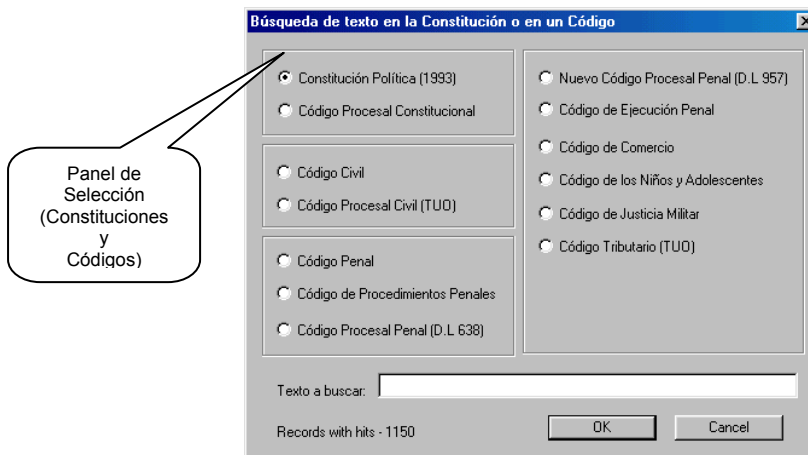 Búsqueda de texto en la Constitución o en un Código
Panel de
Selección
(Constituciones
y
Códigos)
Constitución Política (1993)
Código Procesal Constitucional
Código Civil
Código Procesal Civil (TUO)
Código Penal
Código de Procedimientos Penales
Código Procesal Penal (D.L 638)
Nuevo Código Procesal Penal (D.L 957)
Código de Ejecución Penal
Código de Comercio
Código de los Niños y Adolescentes
Código de Justicia Militar
Código Tributario (TUO)
Texto a buscar:
Records with hits - 1150
OK
Cancel